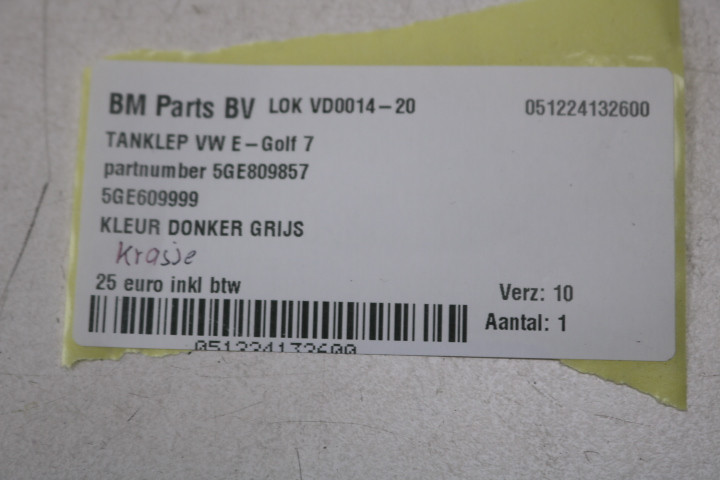 BM Parts BV LOK VD0014-20 051224132600
TANKLEP VW E-Golf 7
partnumber 5GE809857
5GE609999
KLEUR DONKER GRIJS
Krasje
25 euro inkl btw
Verz: 10
Aantal: 1
051224132600